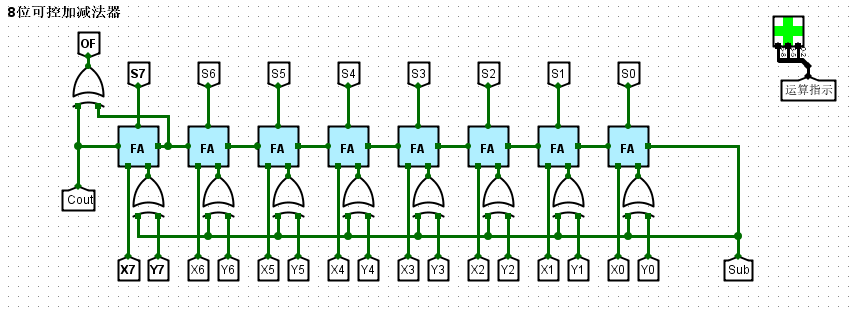 8位可控加减法器
OF
S7 S6 S5 S4 S3 S2 S1 S0
运算指示
FA FA FA FA FA FA FA FA
Cout
X7 Y7 X6 Y6 X5 Y5 X4 Y4 X3 Y3 X2 Y2 X1 Y1 X0 Y0 Sub